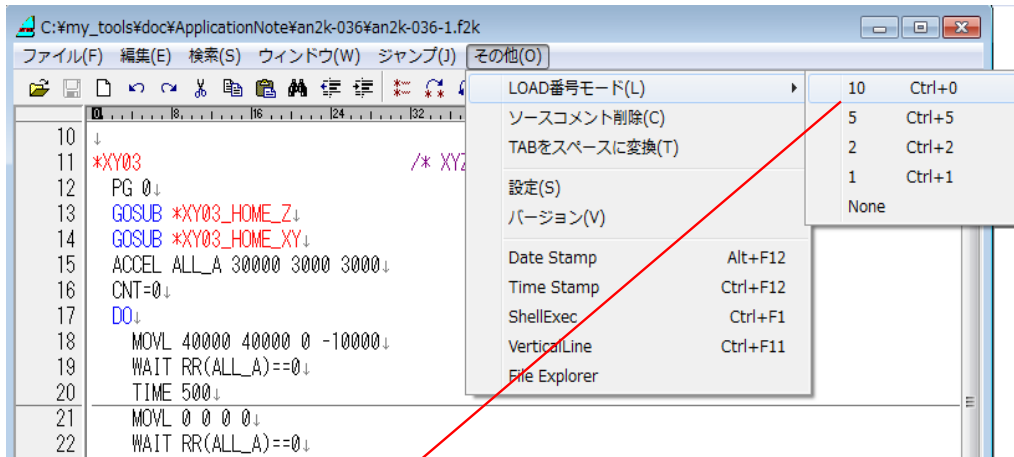 C:¥my_tools¥doc¥ApplicationNote¥an2k-036¥an2k-036-1.f2k
ファイル(F) 編集(E) 検索(S) ウィンドウ(W) ジャンプ(J) その他(O)
LOAD番号モード(L)
ソースコメント削除(C)
TABをスペースに変換(T)
設定(S)
バージョン(V)
Date Stamp Alt+F12
Time Stamp Ctrl+F12
ShellExec Ctrl+F1
VerticalLine Ctrl+F11
File Explorer
10 Ctrl+0
5 Ctrl+5
2 Ctrl+2
1 Ctrl+1
None
0 8 16 24 32
10 ↓
11 *XY03 /* XY
12 PG 0↓
13 GOSUB *XY03_HOME_Z↓
14 GOSUB *XY03_HOME_XY↓
15 ACCEL ALL_A 30000 3000 3000↓
16 CNT=0↓
17 DO↓
18 MOVL 40000 40000 0 -10000↓
19 WAIT RR(ALL_A)==0↓
20 TIME 500↓
21 MOVL 0 0 0 0↓
22 WAIT RR(ALL_A)==0↓